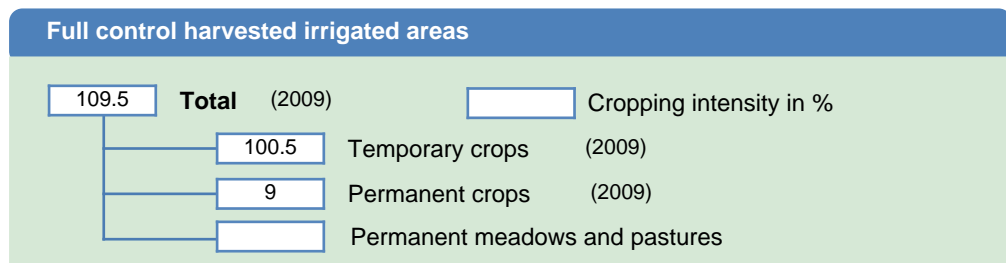 Full control harvested irrigated areas
109.5 Total (2009) Cropping intensity in %
100.5 Temporary crops (2009)
9 Permanent crops (2009)
Permanent meadows and pastures